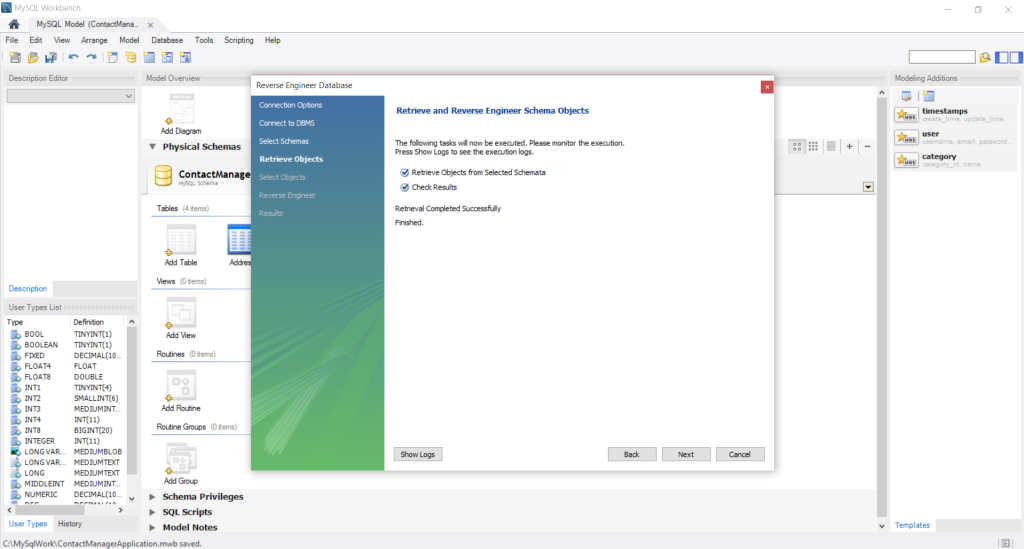 MySQL Workbench
MySQL Model (ContactMana...
File Edit View Arrange Model Database Tools Scripting Help
Description Editor
Description
User Types List
Type Definition
BOOL TINYINT(1)
BOOLEAN TINYINT(1)
FIXED DECIMAL(10...
FLOAT4 FLOAT
FLOAT8 DOUBLE
INT1 TINYINT(4)
INT2 SMALLINT(6)
INT3 MEDIUMINT...
INT4 INT(11)
INT8 BIGINT(20)
INTEGER INT(11)
LONG VAR... MEDIUMBLOB
LONG VAR... MEDIUMTEXT
LONG MEDIUMTEXT
MIDDLEINT MEDIUMINT...
NUMERIC DECIMAL(10...
User Types History
Model Overview
Add Diagram
Physical Schemas
ContactManage
MySQL Schema
Tables (4 items)
Add Table
Addres
Views (0 items)
Add View
Routines (0 items)
Add Routine
Routine Groups (0 items)
Add Group
Schema Privileges
SQL Scripts
Model Notes
Reverse Engineer Database
Connection Options
Connect to DBMS
Select Schemas
Retrieve Objects
Select Objects
Reverse Engineer
Results
Retrieve and Reverse Engineer Schema Objects
The following tasks will now be executed. Please monitor the execution.
Press Show Logs to see the execution logs.
Retrieve Objects from Selected Schemata
Check Results
Retrieval Completed Successfully
Finished.
Show Logs Back Next Cancel
Modeling Additions
timestamps
create_time, update_time
user
username, email, password...
category
category_id, name
Templates
C:\MySqlWork\ContactManagerApplication.mwb saved.